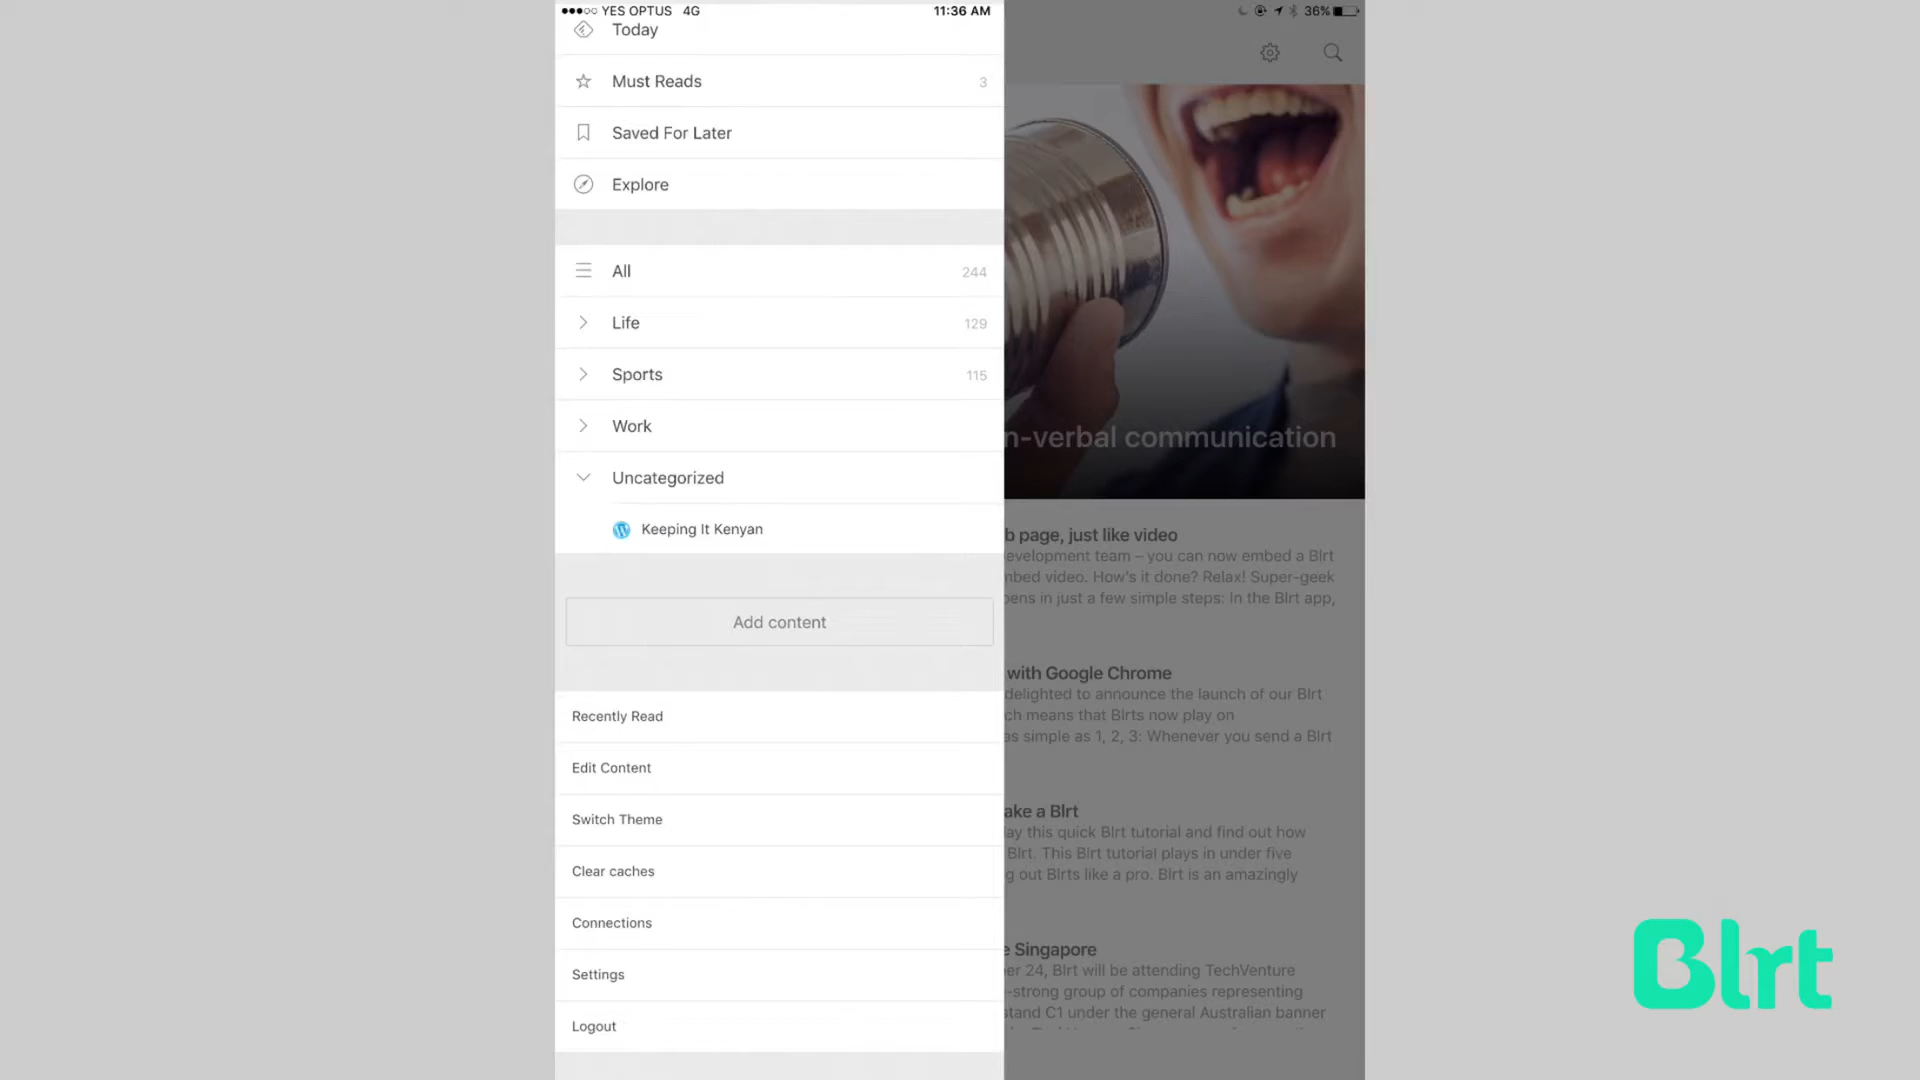 YES OPTUS 4G 11:36 AM 36%
Today
Must Reads 3
Saved For Later
Explore
All 244
Life 129
Sports 115
Work
Uncategorized
Keeping It Kenyan
Add content
Recently Read
Edit Content
Switch Theme
Clear caches
Connections
Settings
Logout
n-verbal communication
b page, just like video
evelopment team – you can now embed a Blrt
nbed video. How's it done? Relax! Super-geek
pens in just a few simple steps: In the Blrt app,
with Google Chrome
delighted to announce the launch of our Blrt
ch means that Blrts now play on
as simple as 1, 2, 3: Whenever you send a Blrt
ake a Blrt
ay this quick Blrt tutorial and find out how
Blrt. This Blrt tutorial plays in under five
g out Blrts like a pro. Blrt is an amazingly
e Singapore
er 24, Blrt will be attending TechVenture
-strong group of companies representing
stand C1 under the general Australian banner
Blrt